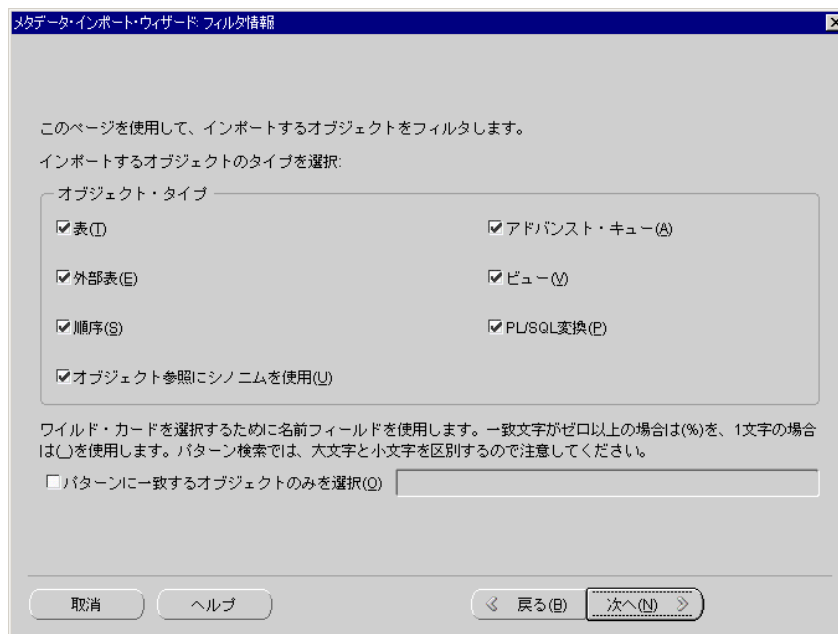 メタデータ・インポート・ウィザード: フィルタ情報
このページを使用して、インポートするオブジェクトをフィルタします。
インポートするオブジェクトのタイプを選択:
オブジェクト・タイプ
表(T)
アドバンスト・キュー(A)
外部表(E)
ビュー(V)
順序(S)
PL/SQL変換(P)
オブジェクト参照にシノニムを使用(U)
ワイルド・カードを選択するために名前フィールドを使用します。一致文字がゼロ以上の場合は(%)を、1文字の場合
は(_)を使用します。パターン検索では、大文字と小文字を区別するので注意してください。
パターンに一致するオブジェクトのみを選択(O)
取消
ヘルプ
戻る(B)
次へ(N)